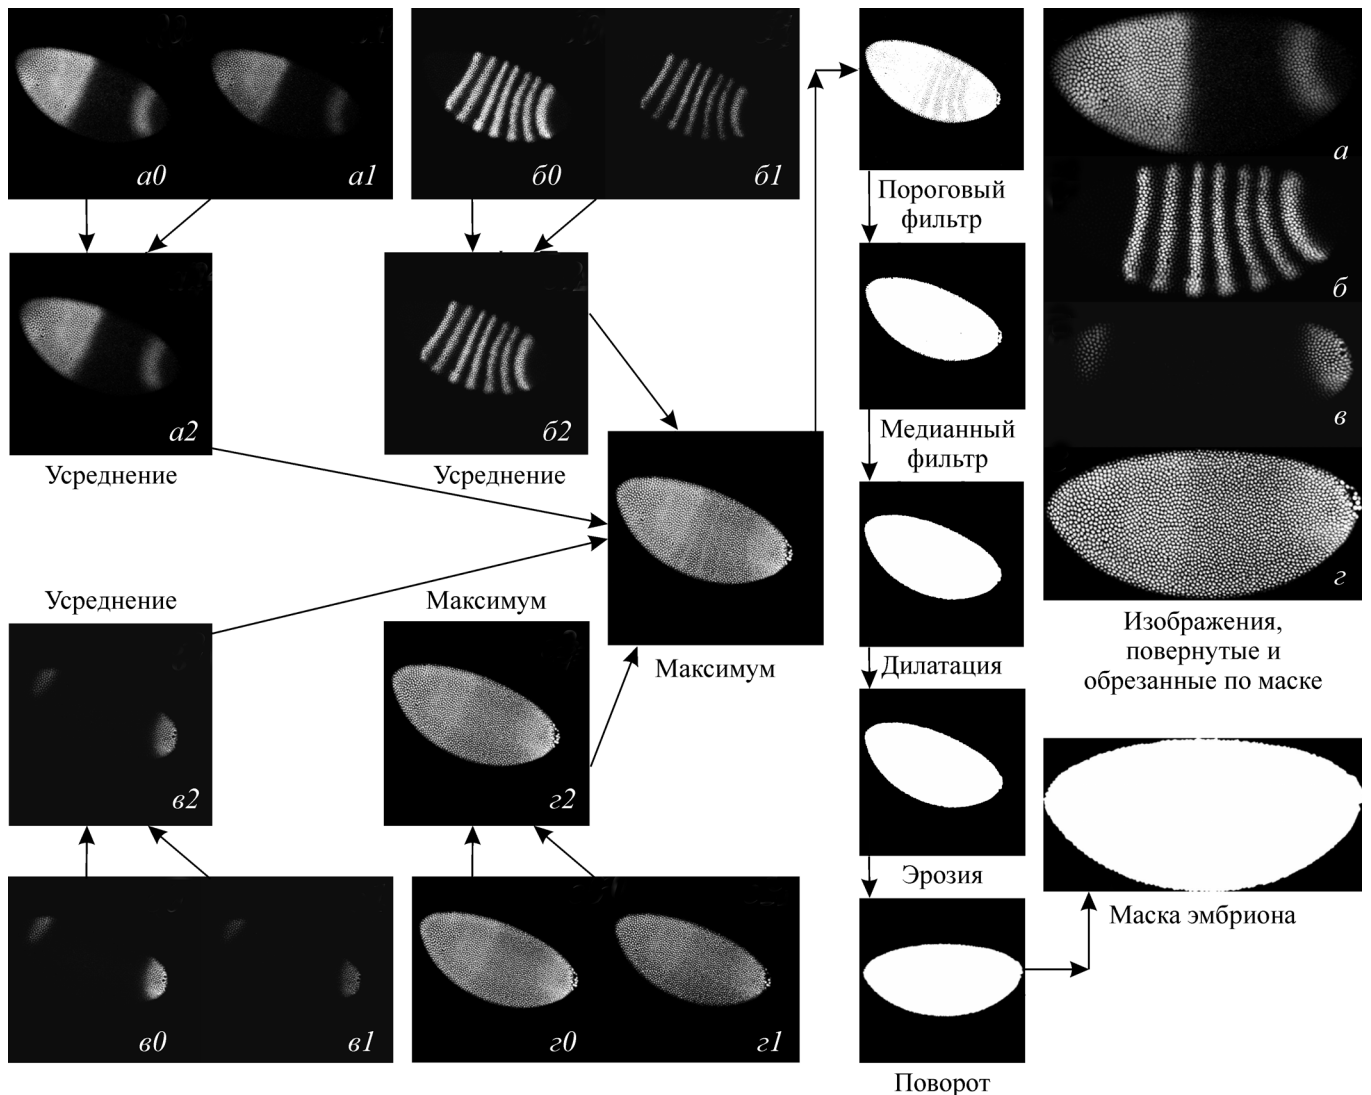 а0
а1
б0
б1
а
Пороговый
фильтр
б
а2
б2
Медианный
фильтр
в
Усреднение
Усреднение
г
Усреднение
Максимум
Максимум
Дилатация
Изображения,
повернутые и
обрезанные по маске
в2
г2
Эрозия
Маска эмбриона
в0
в1
г0
г1
Поворот